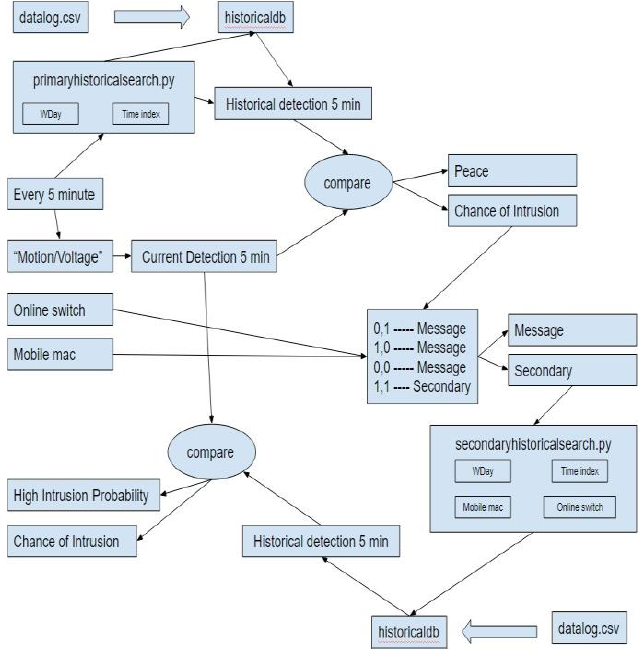 datalog.csv
historicaldb
primaryhistoricalsearch.py
WDay
Time index
Historical detection 5 min
compare
Peace
Every 5 minute
Chance of Intrusion
"Motion/Voltage"
Current Detection 5 min
Online switch
0,1 ----- Message
1,0 ----- Message
0,0 ----- Message
1,1 ---- Secondary
Message
Mobile mac
Secondary
compare
secondaryhistoricalsearch.py
WDay
Time index
High Intrusion Probability
Mobile mac
Online switch
Chance of Intrusion
Historical detection 5 min
historicaldb
datalog.csv